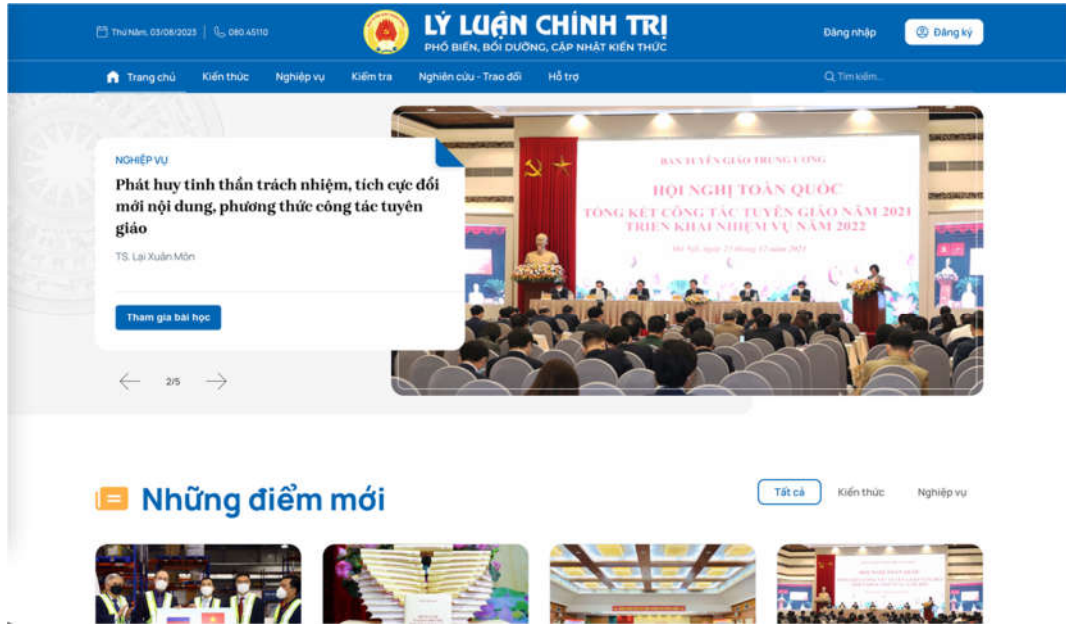 Thứ Năm, 03/08/2023 | 080 45110
LÝ LUẬN CHÍNH TRỊ
PHỔ BIẾN, BỒI DƯỠNG, CẬP NHẬT KIẾN THỨC
Đăng nhập
Đăng ký
Trang chủ Kiến thức Nghiệp vụ Kiểm tra Nghiên cứu - Trao đổi Hỗ trợ
Tìm kiếm...
NGHIỆP VỤ
Phát huy tinh thần trách nhiệm, tích cực đổi
mới nội dung, phương thức công tác tuyên
giáo
TS. Lại Xuân Môn
Tham gia bài học
2/5
BAN TUYÊN GIÁO TRUNG ƯƠNG
HỘI NGHỊ TOÀN QUỐC
TỔNG KẾT CÔNG TÁC TUYÊN GIÁO NĂM 2021
TRIỂN KHAI NHIỆM VỤ NĂM 2022
Những điểm mới
Tất cả Kiến thức Nghiệp vụ
HỘI NGHỊ TOÀN QUỐC